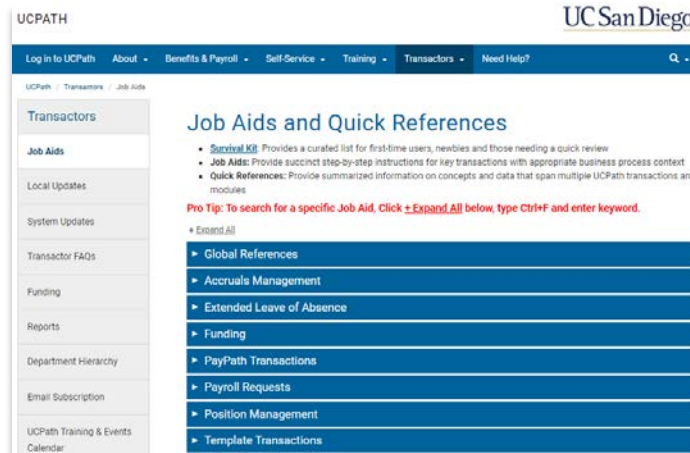 UCPATH
UC San Diego
Log in to UCPath About Benefits & Payroll Self-Service Training Transactors Need Help?
UCPath / Transactors / Job Aids
Transactors
Job Aids
Local Updates
System Updates
Transactor FAQs
Funding
Reports
Department Hierarchy
Email Subscription
UCPath Training & Events
Calendar
Job Aids and Quick References
• Survival Kit: Provides a curated list for first-time users, newbies and those needing a quick review
• Job Aids: Provide succinct step-by-step instructions for key transactions with appropriate business process context
• Quick References: Provide summarized information on concepts and data that span multiple UCPath transactions an
modules
Pro Tip: To search for a specific Job Aid, Click + Expand All below, type Ctrl+F and enter keyword.
+ Expand All
▸ Global References
▸ Accruals Management
▸ Extended Leave of Absence
▸ Funding
▸ PayPath Transactions
▸ Payroll Requests
▸ Position Management
▸ Template Transactions